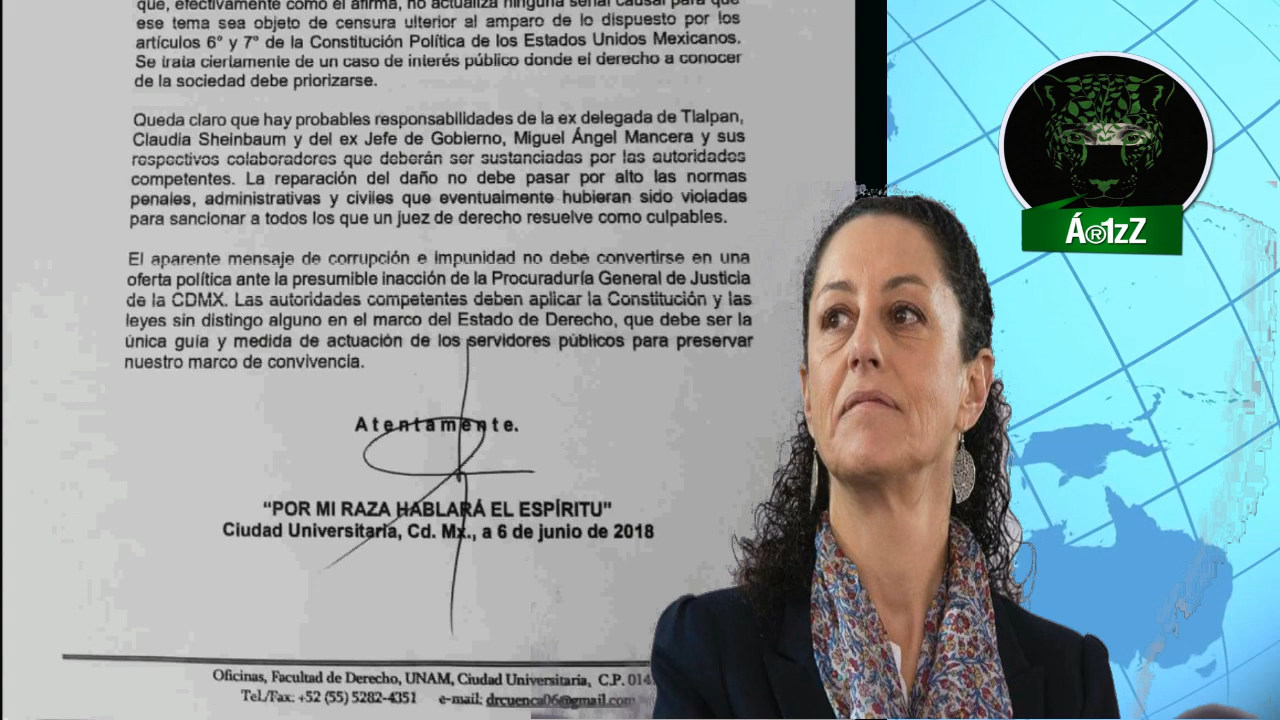 que, efectivamente como él afirma, no actualiza ninguna señal causal para que
ese tema sea objeto de censura ulterior al amparo de lo dispuesto por los
artículos 6° y 7° de la Constitución Política de los Estados Unidos Mexicanos.
Se trata ciertamente de un caso de interés público donde el derecho a conocer
de la sociedad debe priorizarse.
Queda claro que hay probables responsabilidades de la ex delegada de Tlalpan,
Claudia Sheinbaum y del ex Jefe de Gobierno, Miguel Ángel Mancera y sus
respectivos colaboradores que deberán ser sustanciadas por las autoridades
competentes. La reparación del daño no debe pasar por alto las normas
penales, administrativas y civiles que eventualmente hubieran sido violadas
para sancionar a todos los que un juez de derecho resuelve como culpables.
El aparente mensaje de corrupción e impunidad no debe convertirse en una
oferta política ante la presumible inacción de la Procuraduría General de Justicia
de la CDMX. Las autoridades competentes deben aplicar la Constitución y las
leyes sin distingo alguno en el marco del Estado de Derecho, que debe ser la
única guía y medida de actuación de los servidores públicos para preservar
nuestro marco de convivencia.
Atentamente.
“POR MI RAZA HABLARÁ EL ESPÍRITU”
Ciudad Universitaria, Cd. Mx., a 6 de junio de 2018
Oficinas, Facultad de Derecho, UNAM, Ciudad Universitaria, C.P. 014
Tel./Fax: +52 (55) 5282-4351 e-mail: drcuenca06@gmail.com
Á®1zZ